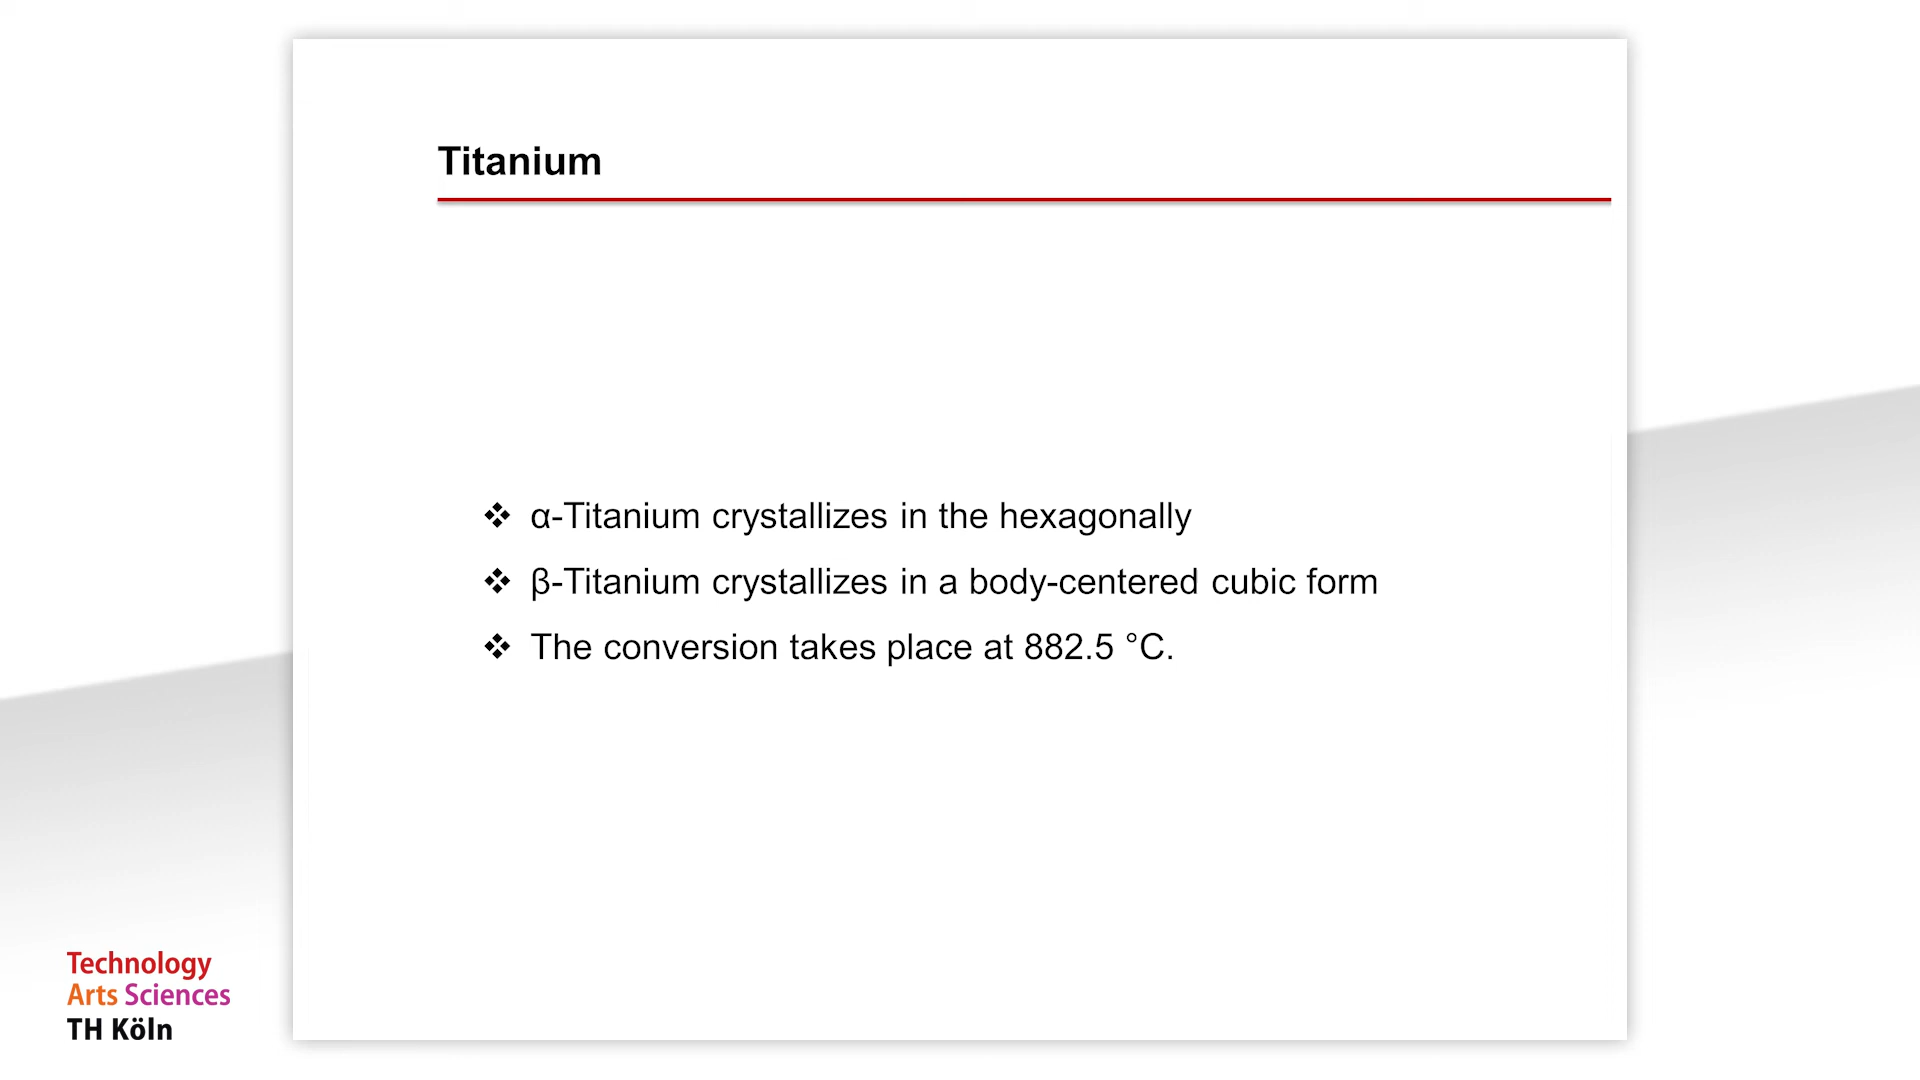 Titanium
❖ α-Titanium crystallizes in the hexagonally
❖ β-Titanium crystallizes in a body-centered cubic form
❖ The conversion takes place at 882.5 °C.
Technology
Arts Sciences
TH Köln